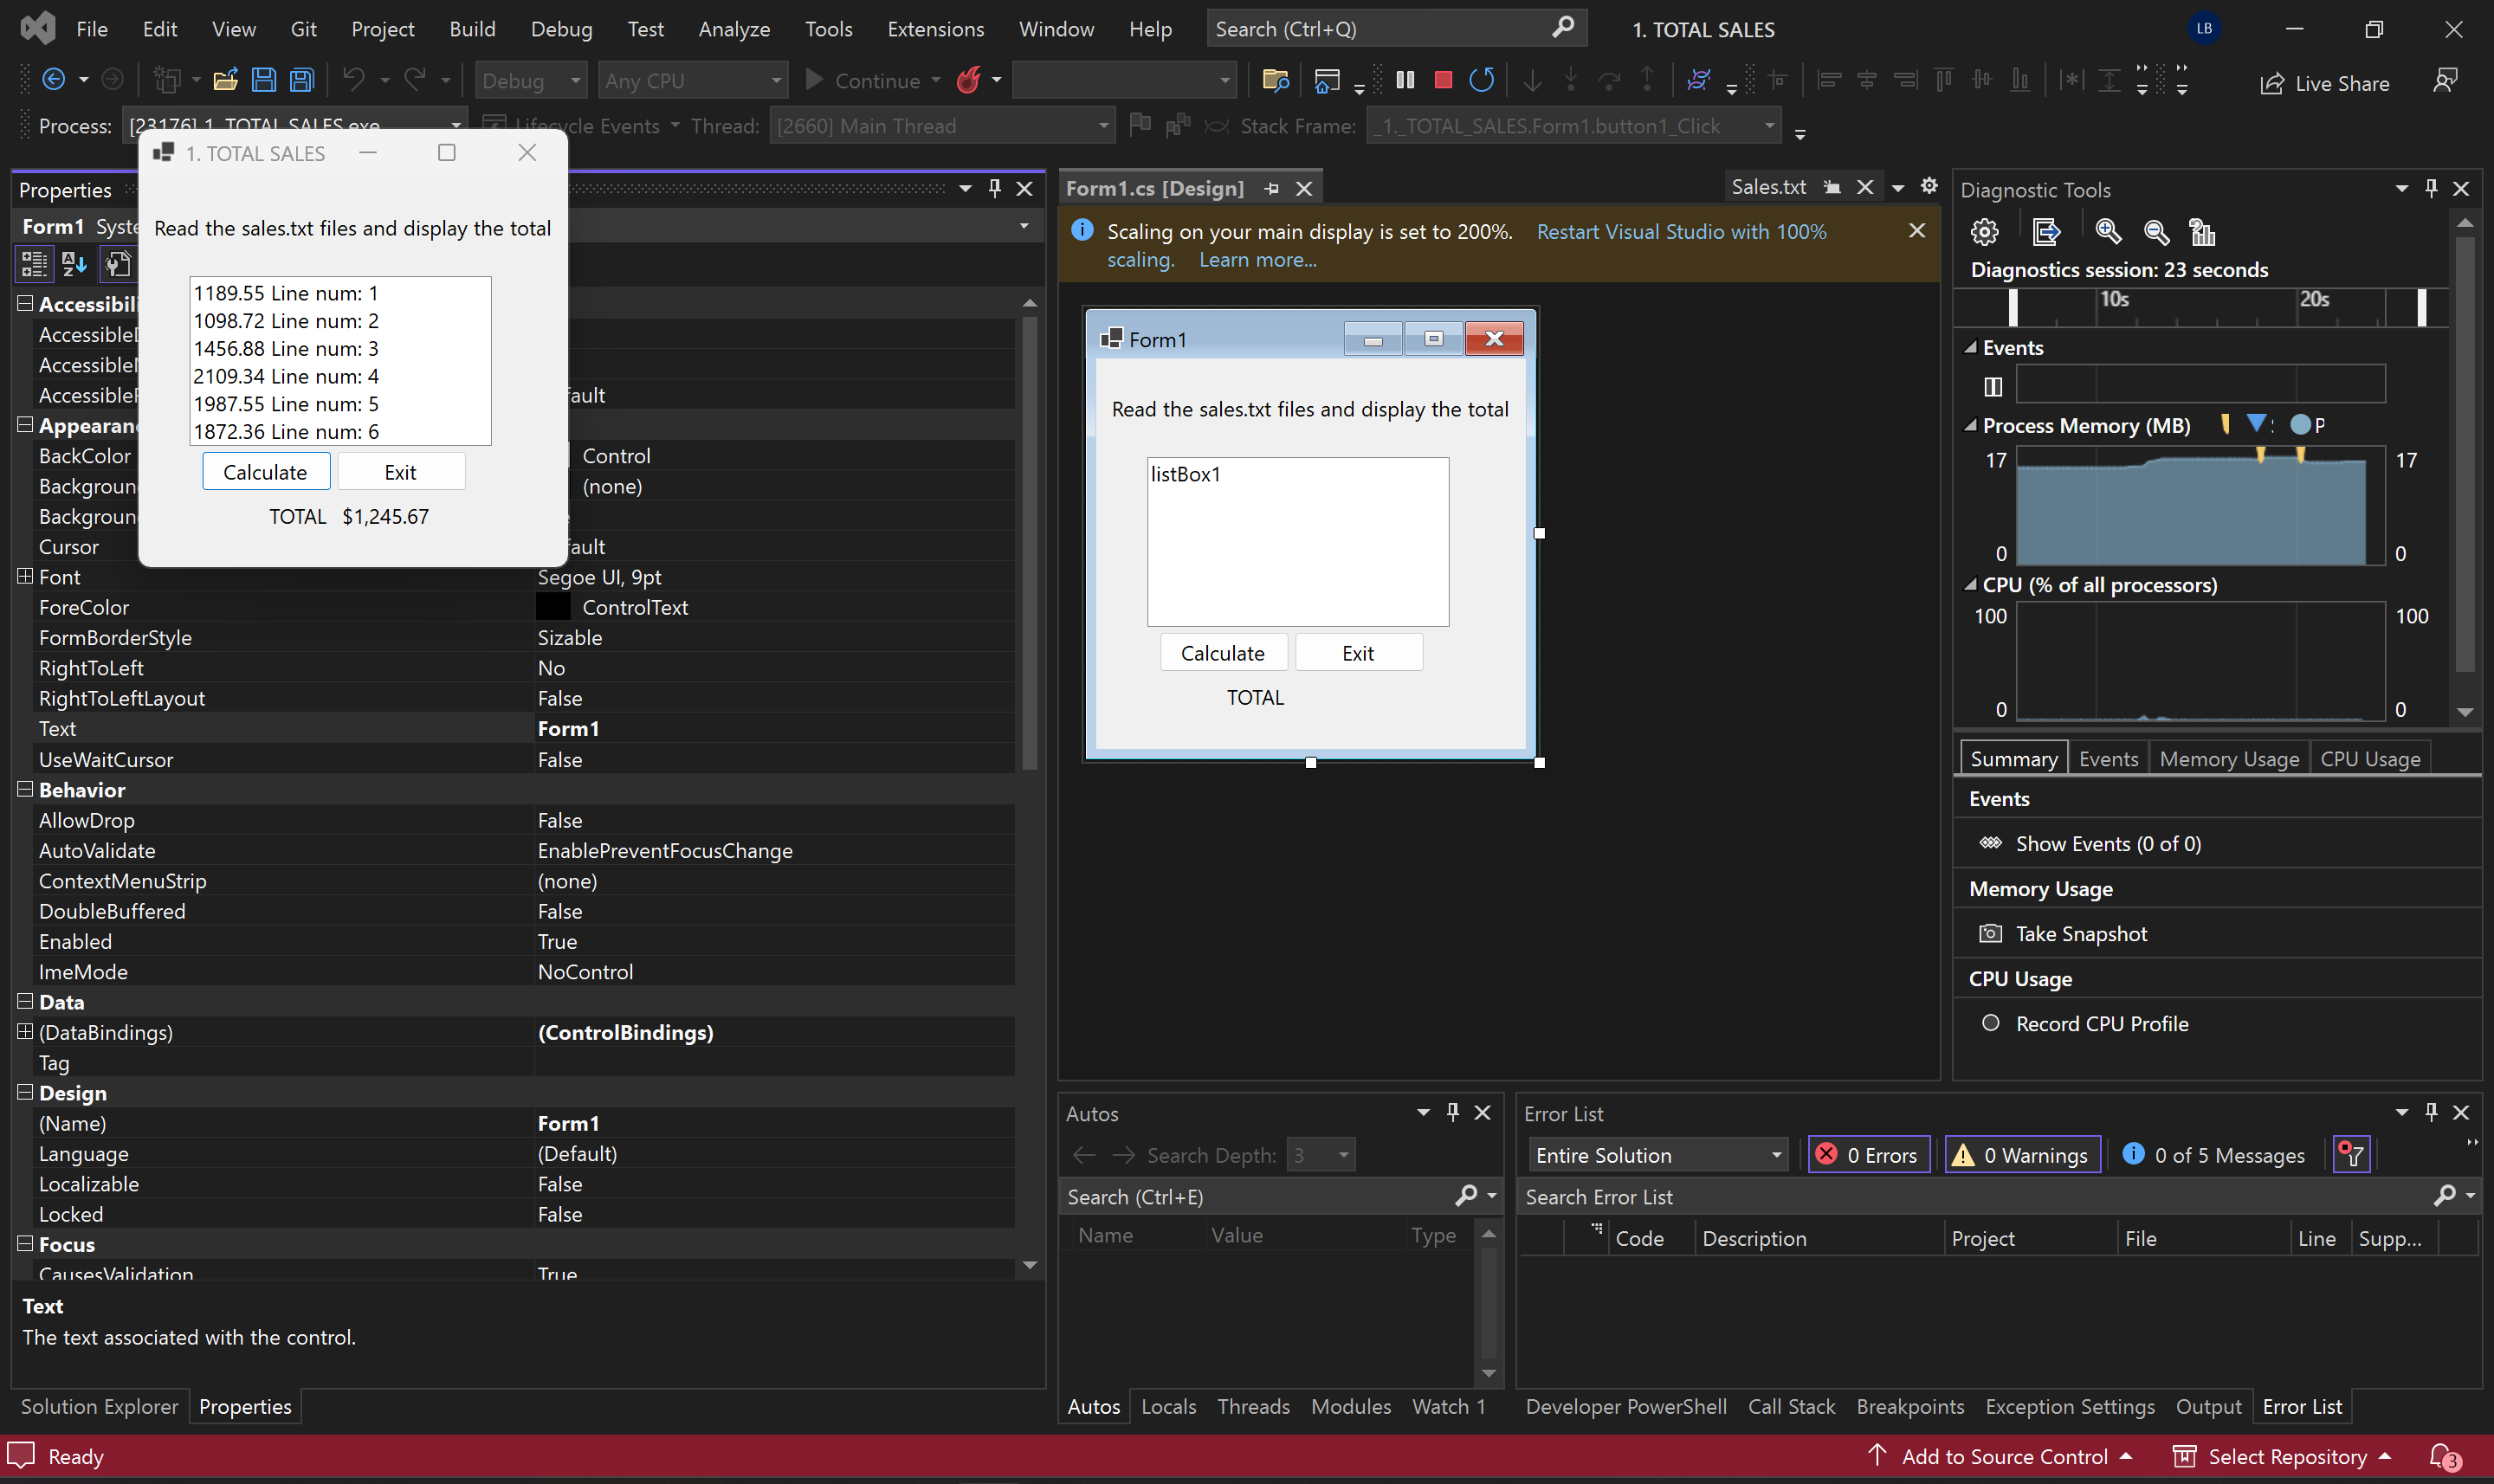 File Edit View Git Project Build Debug Test Analyze Tools Extensions Window Help Search (Ctrl+Q) 1. TOTAL SALES LB
Debug Any CPU Continue Live Share
Process: [23176] 1. TOTAL SALES.exe Lifecycle Events Thread: [2660] Main Thread Stack Frame: _1._TOTAL_SALES.Form1.button1_Click
1. TOTAL SALES
Read the sales.txt files and display the total
1189.55 Line num: 1
1098.72 Line num: 2
1456.88 Line num: 3
2109.34 Line num: 4
1987.55 Line num: 5
1872.36 Line num: 6
Calculate Exit
TOTAL $1,245.67
Properties
Form1 Syste
Accessibili
Accessible
Accessible
Accessible fault
Appearan
BackColor Control
Backgroun (none)
Backgroun
Cursor fault
Font Segoe UI, 9pt
ForeColor ControlText
FormBorderStyle Sizable
RightToLeft No
RightToLeftLayout False
Text Form1
UseWaitCursor False
Behavior
AllowDrop False
AutoValidate EnablePreventFocusChange
ContextMenuStrip (none)
DoubleBuffered False
Enabled True
ImeMode NoControl
Data
(DataBindings) (ControlBindings)
Tag
Design
(Name) Form1
Language (Default)
Localizable False
Locked False
Focus
CausesValidation True
Text
The text associated with the control.
Solution Explorer Properties
Form1.cs [Design] Sales.txt
Scaling on your main display is set to 200%. Restart Visual Studio with 100%
scaling. Learn more...
Form1
Read the sales.txt files and display the total
listBox1
Calculate Exit
TOTAL
Diagnostic Tools
Diagnostics session: 23 seconds
10s 20s
Events
Process Memory (MB) P
17 17
0 0
CPU (% of all processors)
100 100
0 0
Summary Events Memory Usage CPU Usage
Events
Show Events (0 of 0)
Memory Usage
Take Snapshot
CPU Usage
Record CPU Profile
Autos
Search Depth: 3
Search (Ctrl+E)
Name Value Type
Autos Locals Threads Modules Watch 1
Error List
Entire Solution 0 Errors 0 Warnings 0 of 5 Messages
Search Error List
Code Description Project File Line Supp...
Developer PowerShell Call Stack Breakpoints Exception Settings Output Error List
Ready Add to Source Control Select Repository 3